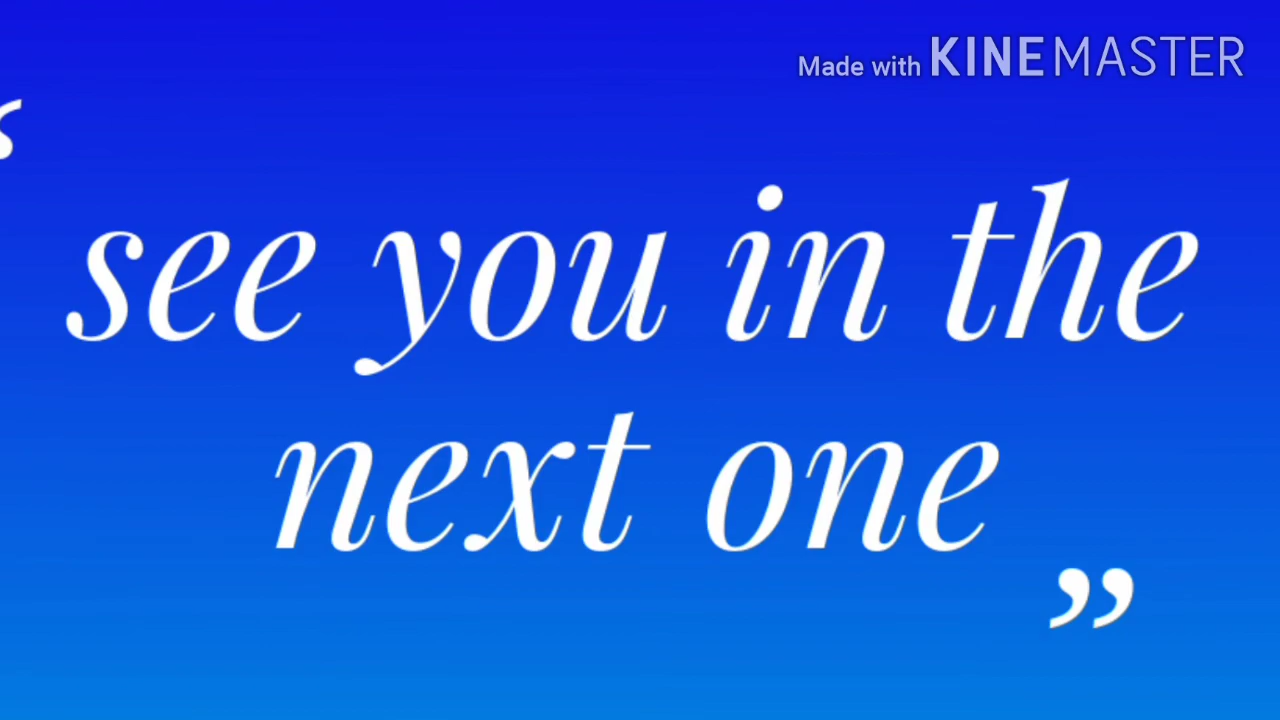 Made with KINEMASTER
‘
see you in the
next one
”